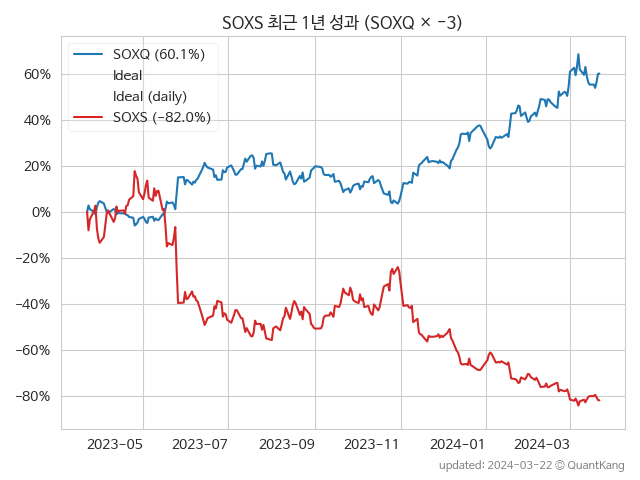 SOXS 최근 1년 성과 (SOXQ × −3)
SOXQ (60.1%)
Ideal
Ideal (daily)
SOXS (−82.0%)
60%
40%
20%
0%
−20%
−40%
−60%
−80%
2023−05
2023−07
2023−09
2023−11
2024−01
2024−03
updated: 2024−03−22 © QuantKang